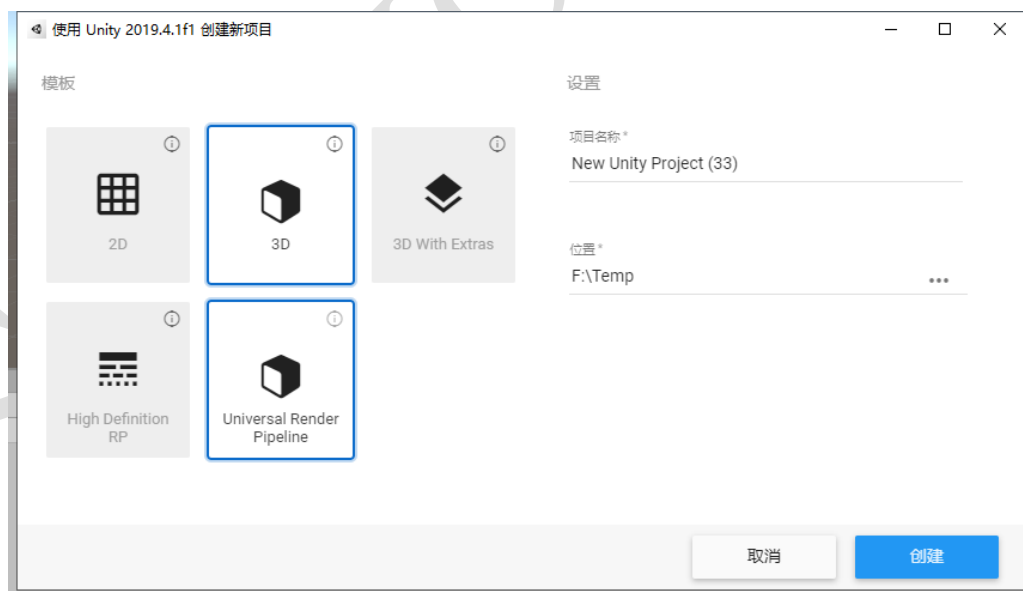 使用 Unity 2019.4.1f1 创建新项目
模板
设置
2D
3D
3D With Extras
High Definition
RP
Universal Render
Pipeline
项目名称*
New Unity Project (33)
位置*
F:\Temp
取消
创建